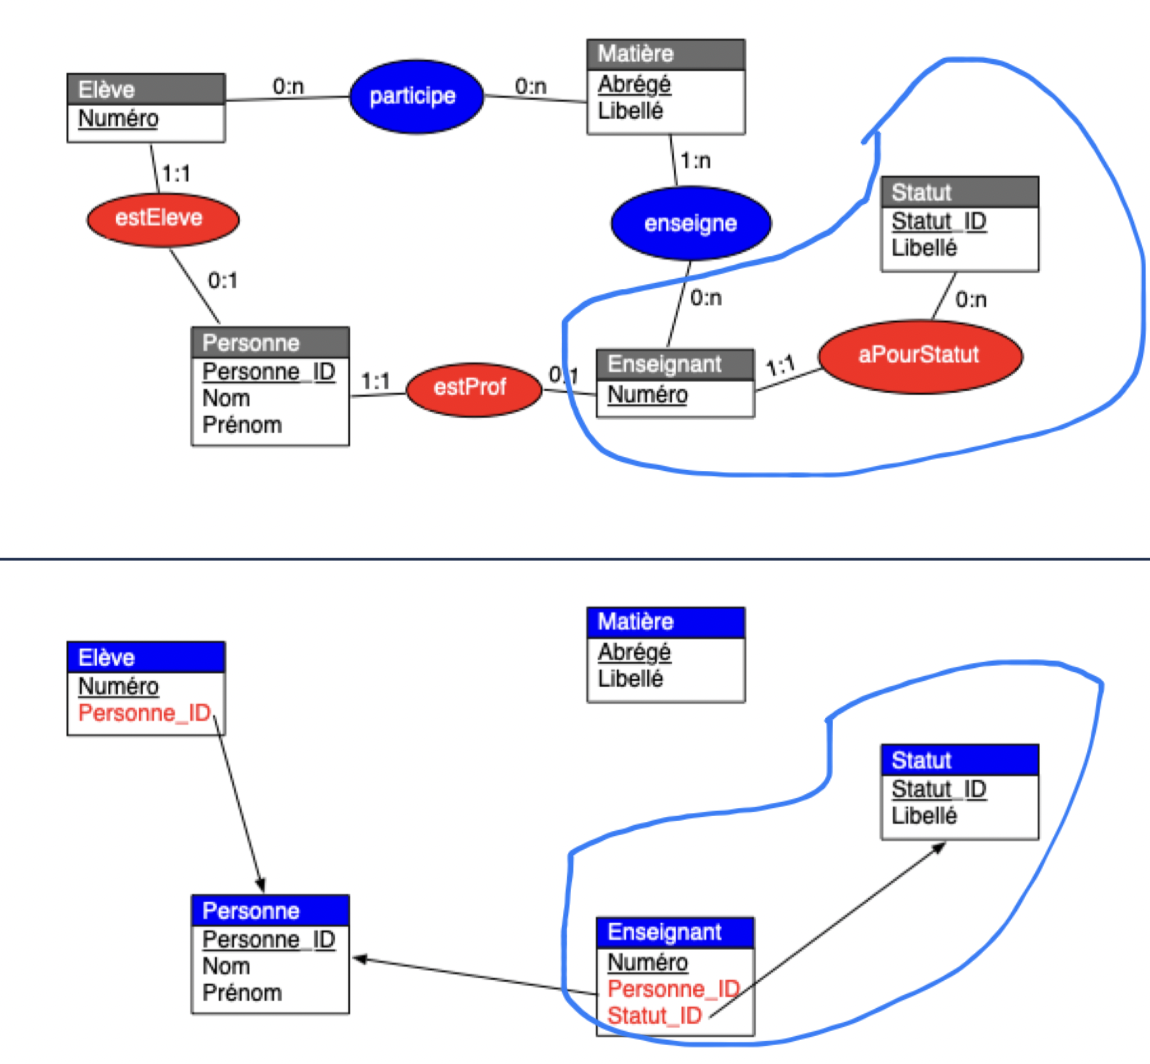 Elève
Numéro
0:n
participe
0:n
Matière
Abrégé
Libellé
1:1
estEleve
0:1
1:n
enseigne
0:n
Statut
Statut_ID
Libellé
0:n
aPourStatut
Personne
Personne_ID
Nom
Prénom
1:1
estProf
0:1
Enseignant
Numéro
1:1
Elève
Numéro
Personne_ID
Matière
Abrégé
Libellé
Statut
Statut_ID
Libellé
Personne
Personne_ID
Nom
Prénom
Enseignant
Numéro
Personne_ID
Statut_ID